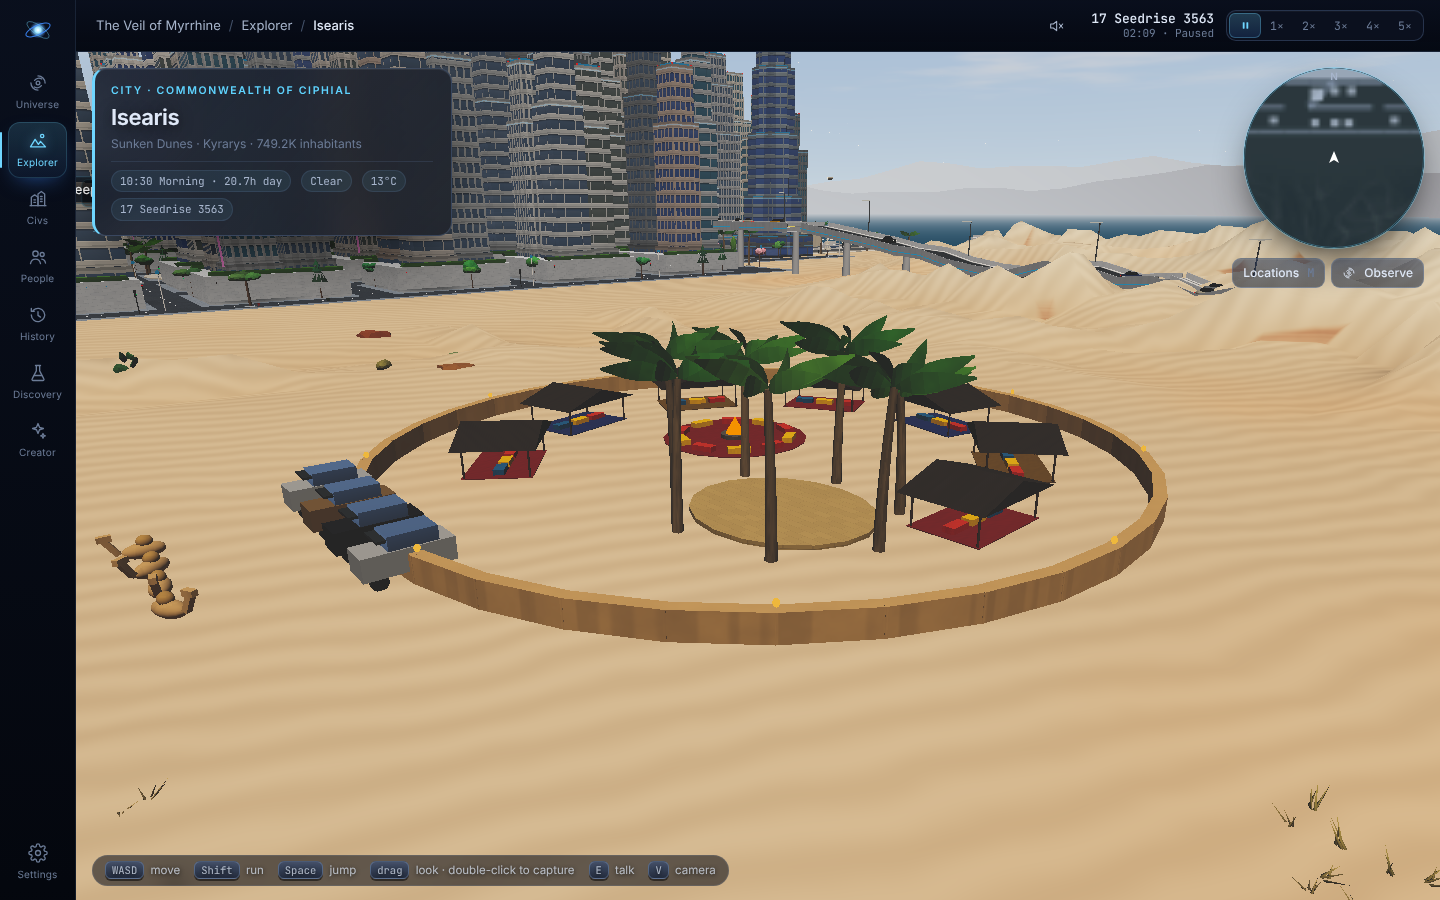 The Veil of Myrrhine / Explorer / Isearis
17 Seedrise 3563
02:09 · Paused
1× 2× 3× 4× 5×
Universe
Explorer
Civs
People
History
Discovery
Creator
Settings
CITY · COMMONWEALTH OF CIPHIAL
Isearis
Sunken Dunes · Kyrarys · 749.2K inhabitants
10:30 Morning · 20.7h day
Clear
13°C
17 Seedrise 3563
N
Locations M
Observe
WASD move Shift run Space jump drag look · double-click to capture E talk V camera